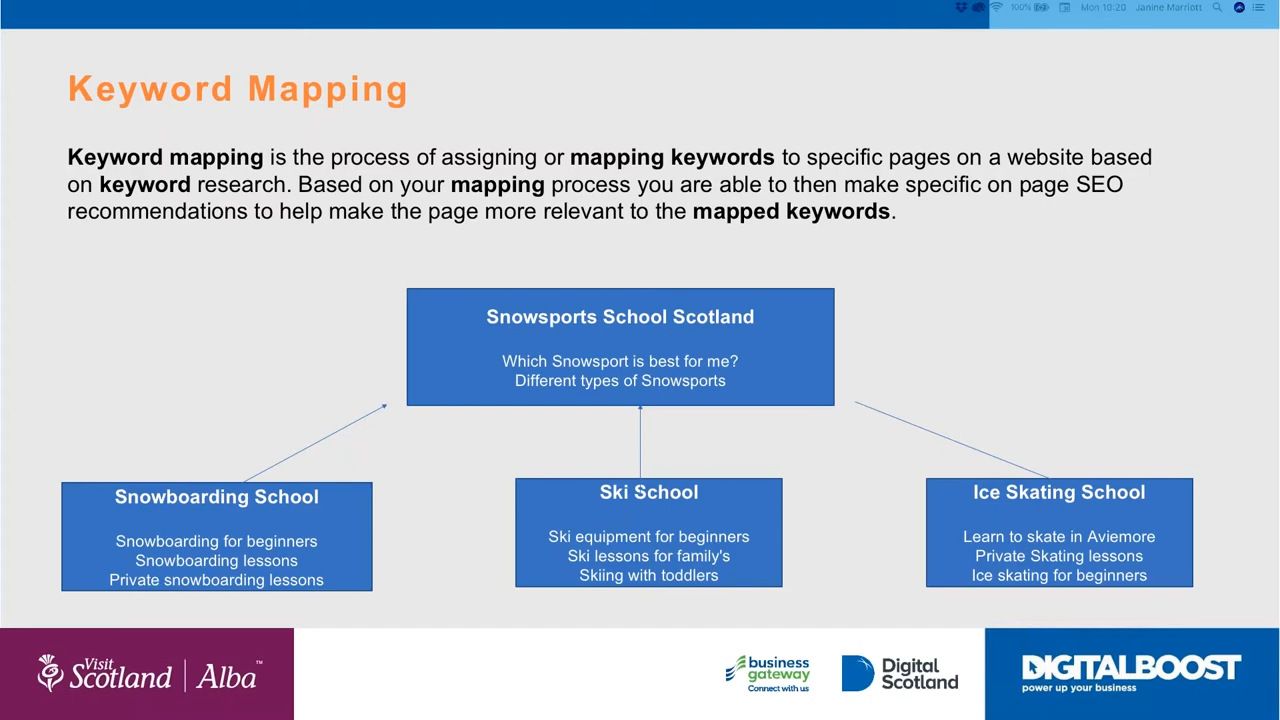 100% Mon 10:20 Janine Marriott
Keyword Mapping
Keyword mapping is the process of assigning or mapping keywords to specific pages on a website based
on keyword research. Based on your mapping process you are able to then make specific on page SEO
recommendations to help make the page more relevant to the mapped keywords.
Snowsports School Scotland
Which Snowsport is best for me?
Different types of Snowsports
Snowboarding School
Snowboarding for beginners
Snowboarding lessons
Private snowboarding lessons
Ski School
Ski equipment for beginners
Ski lessons for family's
Skiing with toddlers
Ice Skating School
Learn to skate in Aviemore
Private Skating lessons
Ice skating for beginners
Visit
Scotland | Alba™
business
gateway
Connect with us
Digital
Scotland
DIGITALBOOST
power up your business